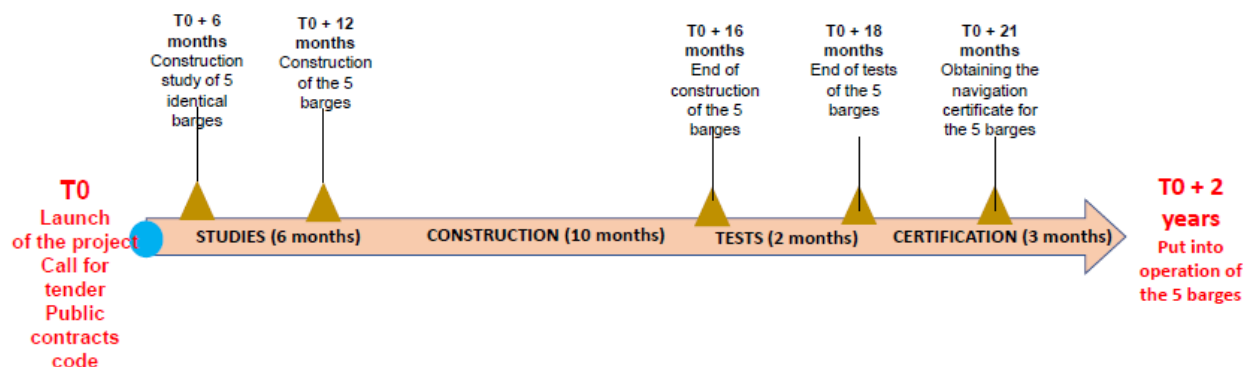 T0
Launch
of the project
Call for
tender
Public
contracts
code
T0 + 6
months
Construction
study of 5
identical
barges
T0 + 12
months
Construction
of the 5
barges
T0 + 16
months
End of
construction
of the 5
barges
T0 + 18
months
End of tests
of the 5
barges
T0 + 21
months
Obtaining the
navigation
certificate for
the 5 barges
STUDIES (6 months)
CONSTRUCTION (10 months)
TESTS (2 months)
CERTIFICATION (3 months)
T0 + 2
years
Put into
operation of
the 5 barges